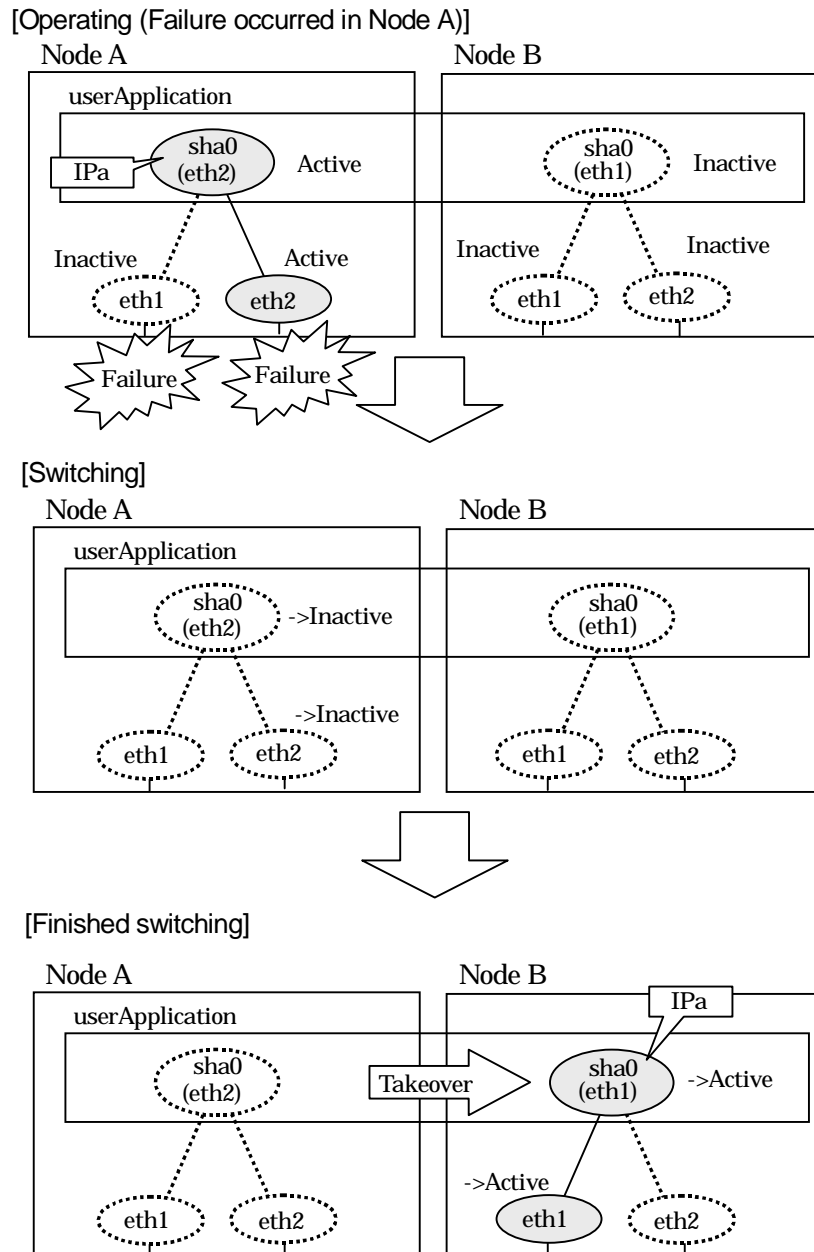 [Operating (Failure occurred in Node A)]
Node A
Node B
userApplication
IPa
sha0
(eth2)
Active
sha0
(eth1)
Inactive
Inactive
Active
Inactive
Inactive
eth1
eth2
eth1
eth2
Failure
Failure
[Switching]
Node A
Node B
userApplication
sha0
(eth2)
->Inactive
sha0
(eth1)
->Inactive
eth1
eth2
eth1
eth2
[Finished switching]
Node A
Node B
IPa
userApplication
sha0
(eth2)
Takeover
sha0
(eth1)
->Active
->Active
eth1
eth2
eth1
eth2